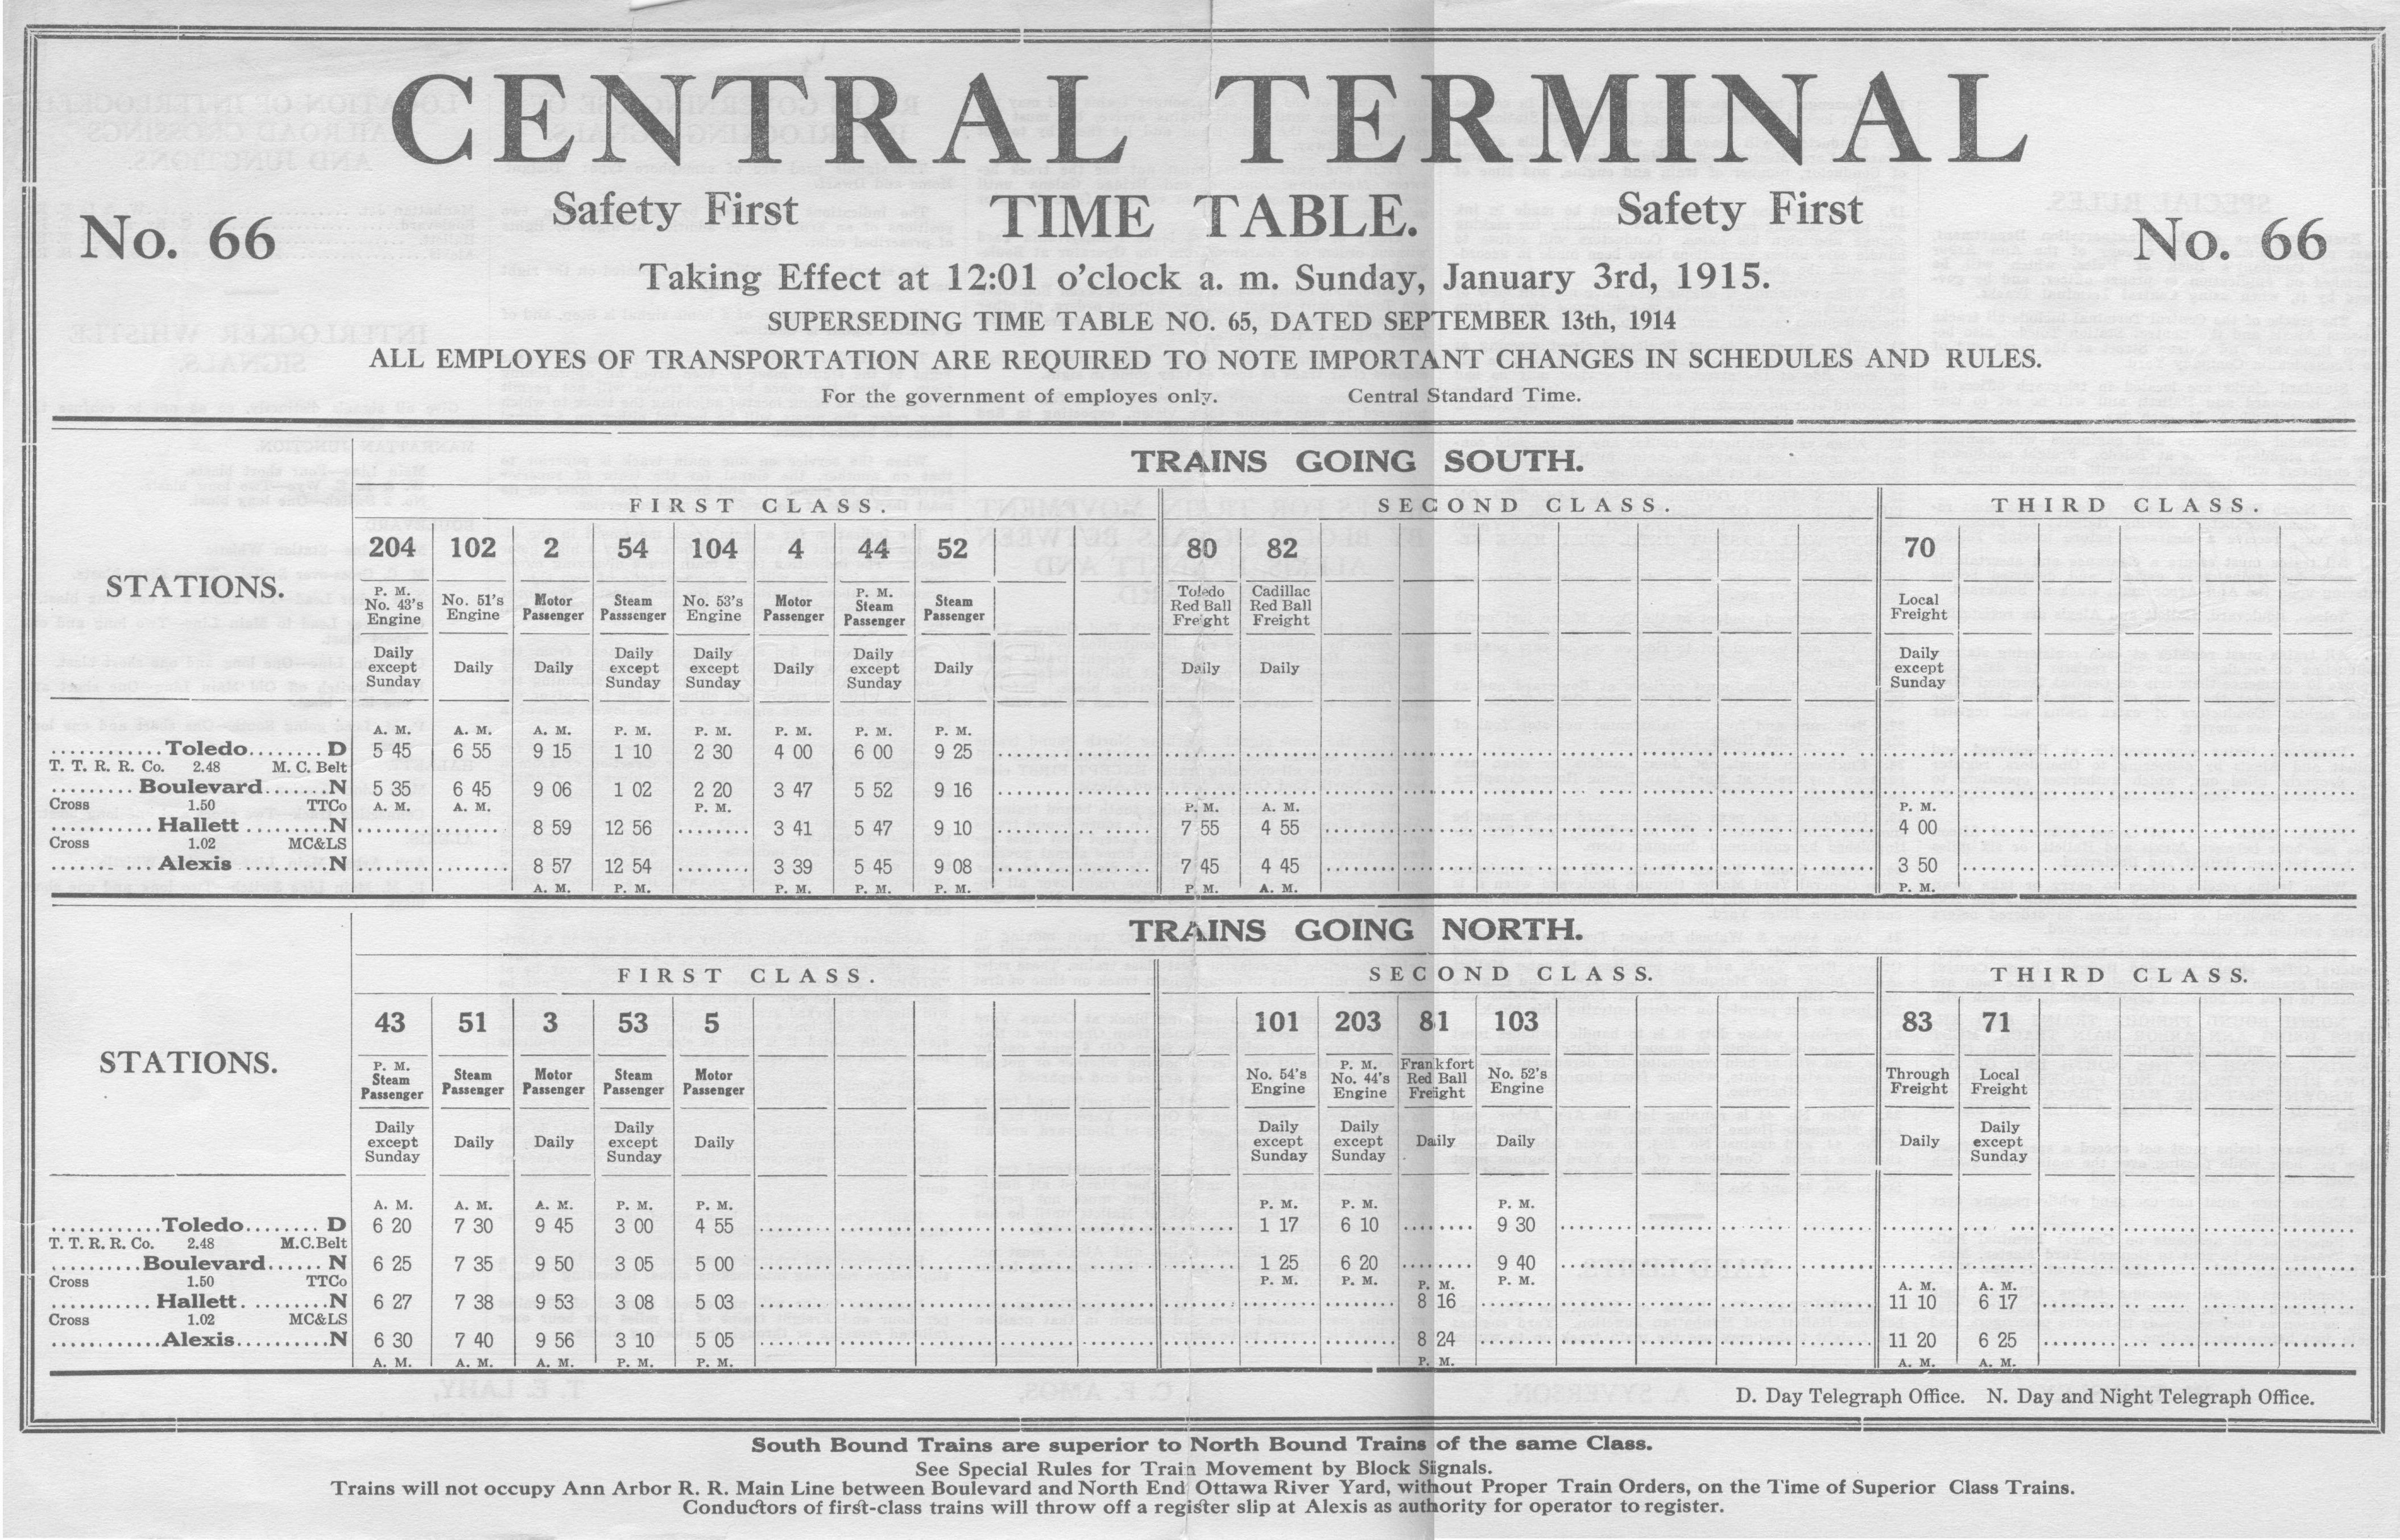 CENTRAL TERMINAL
Safety First TIME TABLE. Safety First
No. 66 No. 66
Taking Effect at 12:01 o'clock a. m. Sunday, January 3rd, 1915.
SUPERSEDING TIME TABLE NO. 65, DATED SEPTEMBER 13th, 1914
ALL EMPLOYES OF TRANSPORTATION ARE REQUIRED TO NOTE IMPORTANT CHANGES IN SCHEDULES AND RULES.
For the government of employes only. Central Standard Time.
TRAINS GOING SOUTH.
FIRST CLASS. SECOND CLASS. THIRD CLASS.
STATIONS.
204 102 2 54 104 4 44 52 80 82 70
P. M. No. 43's Engine No. 51's Engine Motor Passenger Steam Passsenger No. 53's Engine Motor Passenger P. M. Steam Passenger Steam Passenger Toledo Red Ball Freight Cadillac Red Ball Freight Local Freight
Daily except Sunday Daily Daily Daily except Sunday Daily except Sunday Daily Daily except Sunday Daily Daily Daily Daily except Sunday
A. M. A. M. A. M. P. M. P. M. P. M. P. M. P. M.
............Toledo........D 5 45 6 55 9 15 1 10 2 30 4 00 6 00 9 25
T. T. R. R. Co. 2.48 M. C. Belt
.........Boulevard.......N 5 35 6 45 9 06 1 02 2 20 3 47 5 52 9 16
Cross 1.50 TTCo A. M. A. M. P. M. P. M. A. M. P. M.
...........Hallett.........N 8 59 12 56 3 41 5 47 9 10 7 55 4 55 4 00
Cross 1.02 MC&LS
...........Alexis.........N 8 57 12 54 3 39 5 45 9 08 7 45 4 45 3 50
A. M. P. M. P. M. P. M. P. M. P. M. A. M. P. M.
TRAINS GOING NORTH.
FIRST CLASS. SECOND CLASS. THIRD CLASS.
STATIONS.
43 51 3 53 5 101 203 81 103 83 71
P. M. Steam Passenger Steam Passenger Motor Passenger Steam Passenger Motor Passenger No. 54's Engine P. M. No. 44's Engine Frankfort Red Ball Freight No. 52's Engine Through Freight Local Freight
Daily except Sunday Daily Daily Daily except Sunday Daily Daily except Sunday Daily except Sunday Daily Daily Daily Daily except Sunday
A. M. A. M. A. M. P. M. P. M. P. M. P. M. P. M.
............Toledo........D 6 20 7 30 9 45 3 00 4 55 1 17 6 10 9 30
T. T. R. R. Co. 2.48 M.C.Belt
..........Boulevard......N 6 25 7 35 9 50 3 05 5 00 1 25 6 20 9 40
Cross 1.50 TTCo P. M. P. M. P. M. P. M. A. M. A. M.
...........Hallett.........N 6 27 7 38 9 53 3 08 5 03 8 16 11 10 6 17
Cross 1.02 MC&LS
............Alexis..........N 6 30 7 40 9 56 3 10 5 05 8 24 11 20 6 25
A. M. A. M. A. M. P. M. P. M. P. M. A. M. A. M.
D. Day Telegraph Office. N. Day and Night Telegraph Office.
South Bound Trains are superior to North Bound Trains of the same Class.
See Special Rules for Train Movement by Block Signals.
Trains will not occupy Ann Arbor R. R. Main Line between Boulevard and North End Ottawa River Yard, without Proper Train Orders, on the Time of Superior Class Trains.
Conductors of first-class trains will throw off a register slip at Alexis as authority for operator to register.